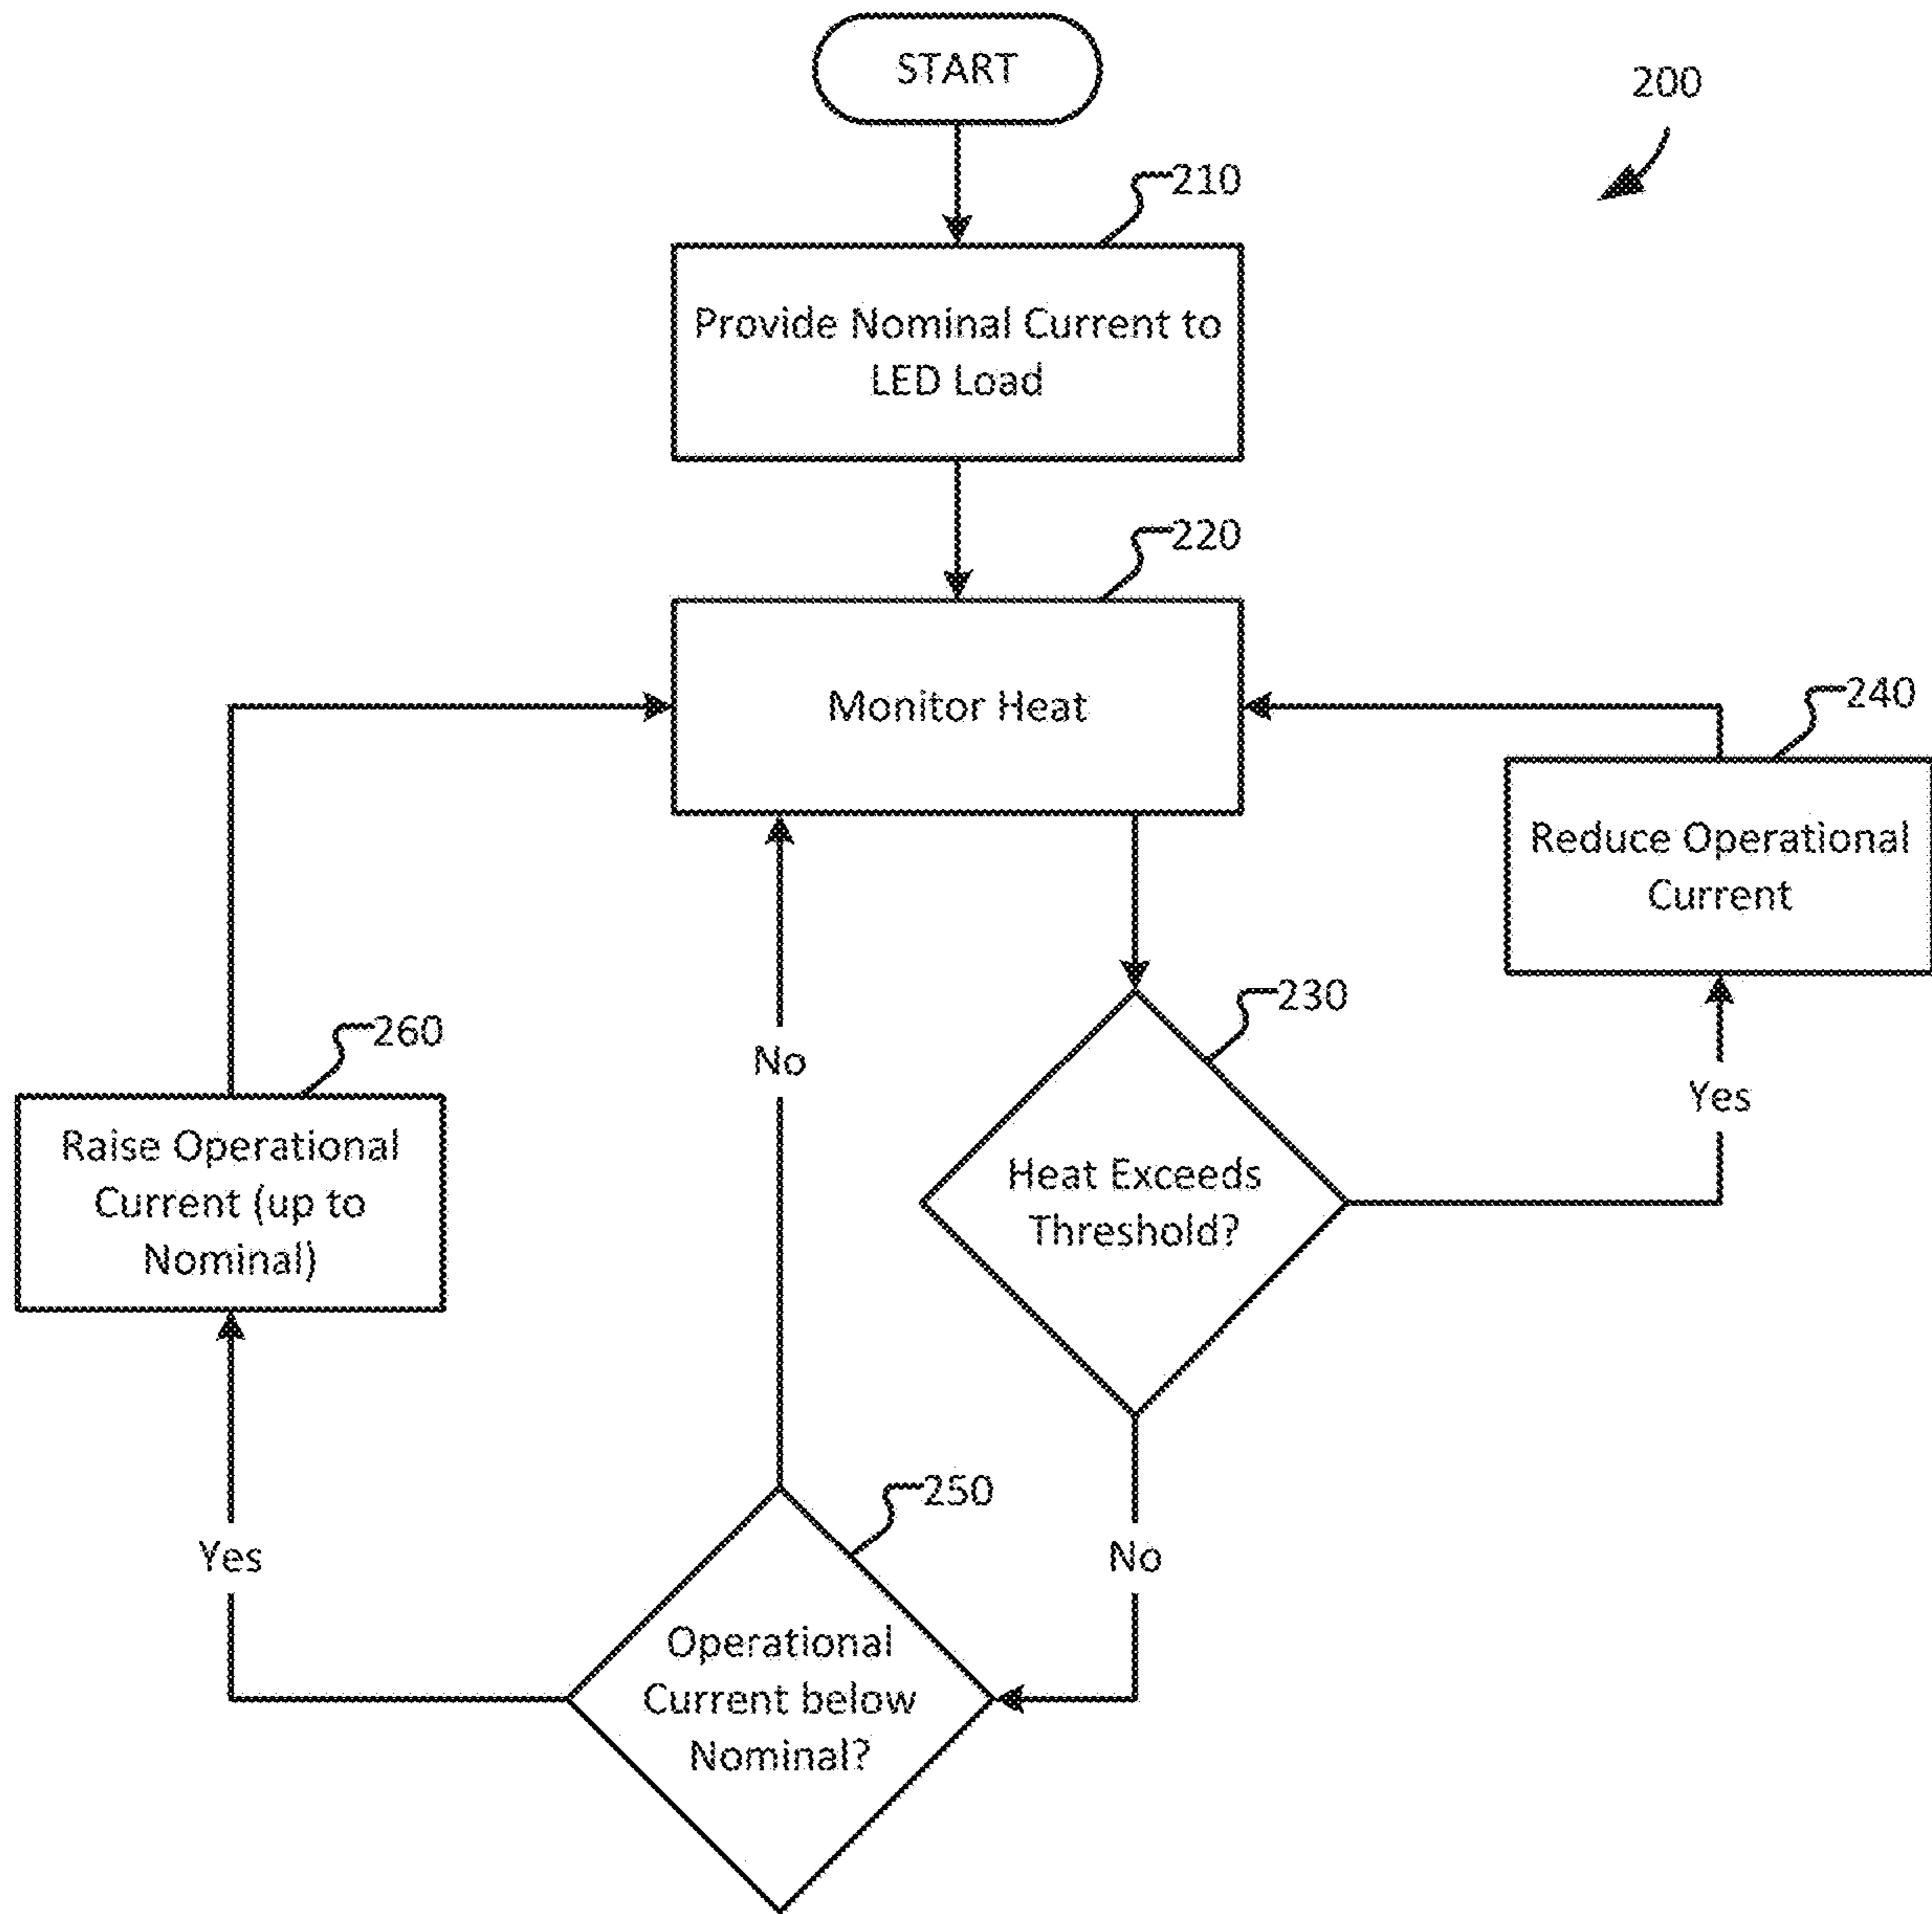 START
200
210
Provide Nominal Current to
LED Load
220
Monitor Heat
240
Reduce Operational
Current
230
Heat Exceeds
Threshold?
Yes
No
260
Raise Operational
Current (up to
Nominal)
No
250
Operational
Current below
Nominal?
Yes